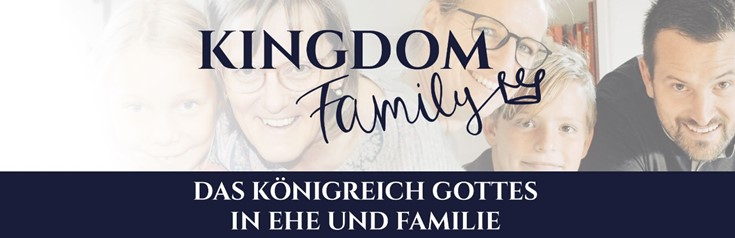 KINGDOM
Family
DAS KÖNIGREICH GOTTES
IN EHE UND FAMILIE